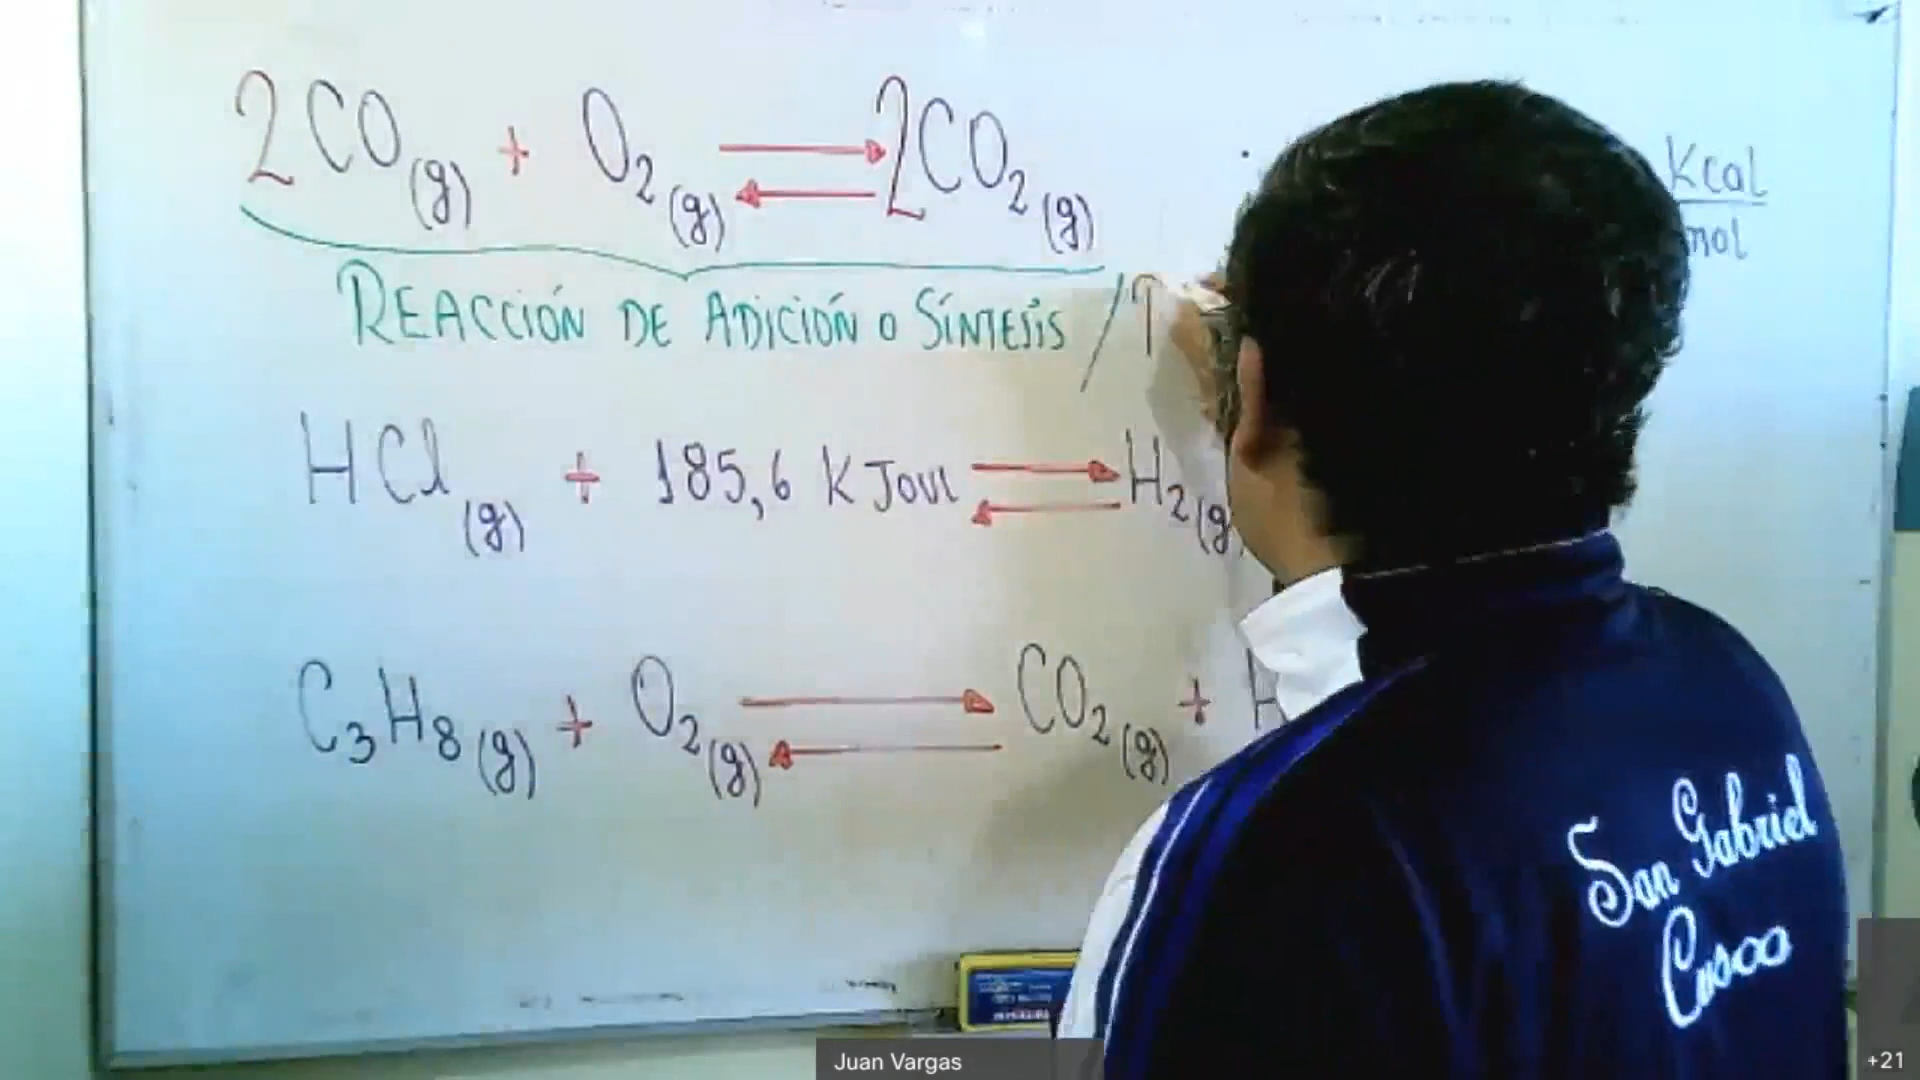 2CO(g) + O2(g) ⇄ 2CO2(g)
Kcal
mol
REACCIÓN DE ADICIÓN O SÍNTESIS /
HCl(g) + 185,6 KJoul ⇄ H2(g
C3H8(g) + O2(g) ⇄ CO2(g) + H
San Gabriel
Cusco
Juan Vargas
+21